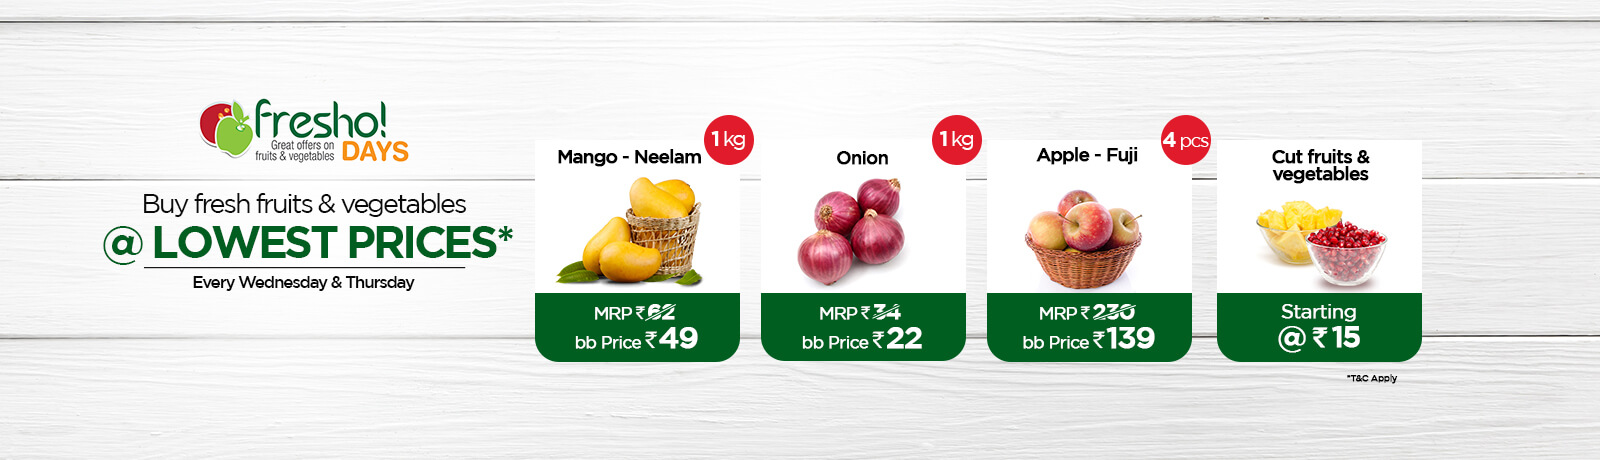 fresho!
Great offers on
fruits & vegetables DAYS
Buy fresh fruits & vegetables
@ LOWEST PRICES*
Every Wednesday & Thursday
Mango - Neelam
1 kg
MRP ₹62
bb Price ₹49
Onion
1 kg
MRP ₹34
bb Price ₹22
Apple - Fuji
4 pcs
MRP ₹230
bb Price ₹139
Cut fruits &
vegetables
Starting
@ ₹15
*T&C Apply